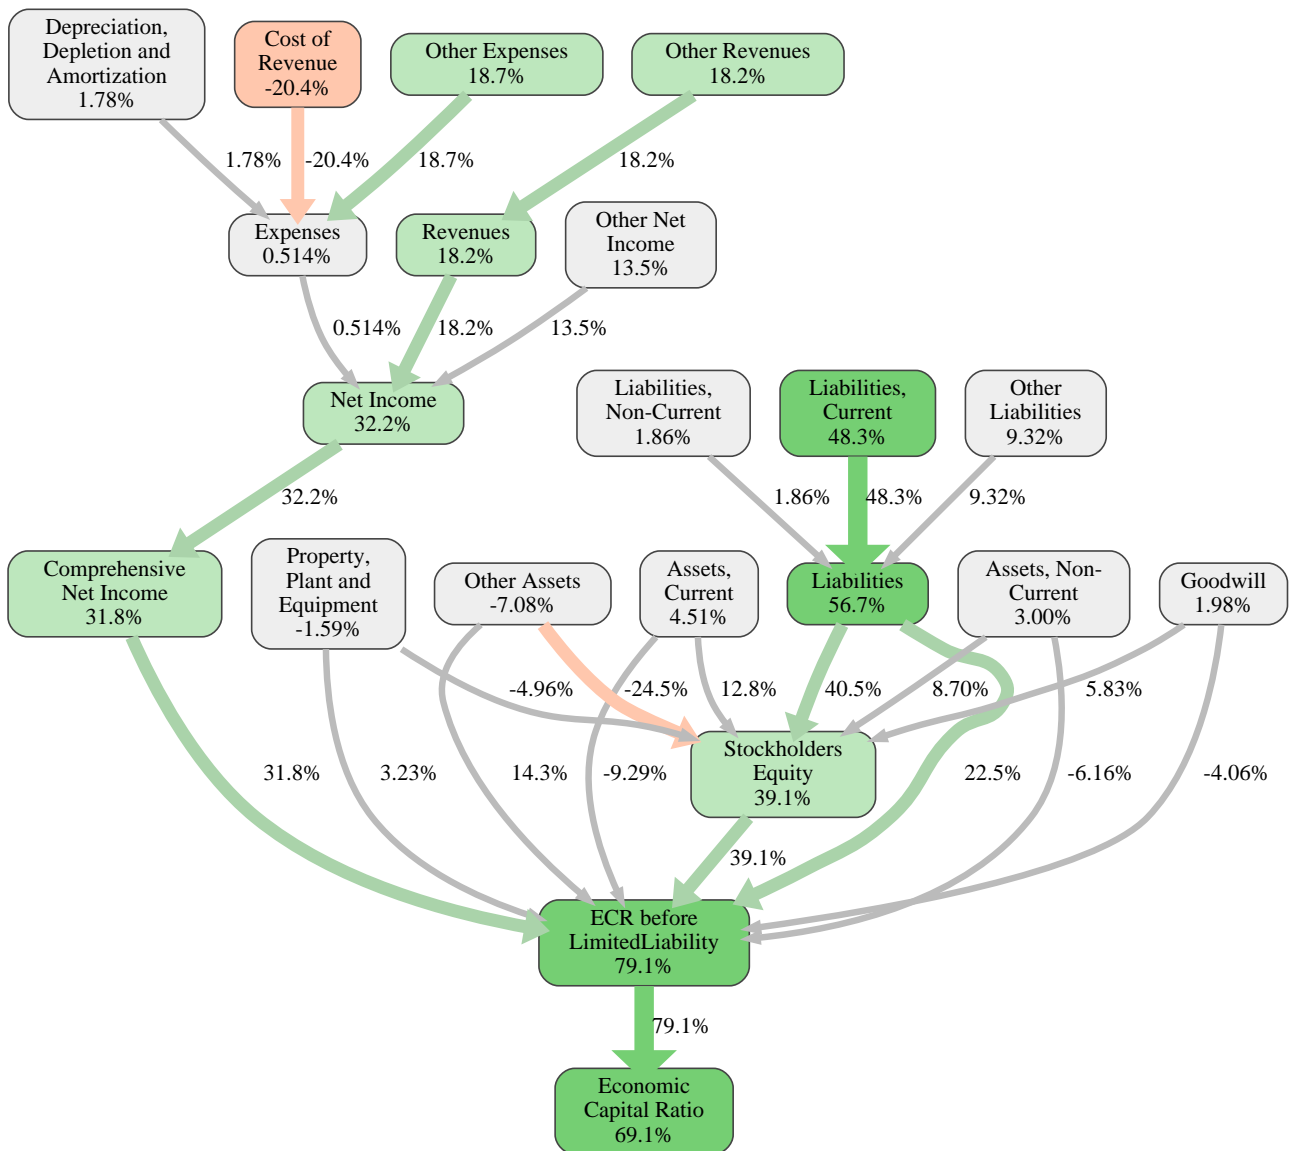 Depreciation,
Depletion and
Amortization
1.78%
Cost of
Revenue
-20.4%
Other Expenses
18.7%
Other Revenues
18.2%
1.78%
-20.4%
18.7%
18.2%
Expenses
0.514%
Revenues
18.2%
Other Net
Income
13.5%
0.514%
18.2%
13.5%
Net Income
32.2%
Liabilities,
Non-Current
1.86%
Liabilities,
Current
48.3%
Other
Liabilities
9.32%
32.2%
1.86%
48.3%
9.32%
Comprehensive
Net Income
31.8%
Property,
Plant and
Equipment
-1.59%
Other Assets
-7.08%
Assets,
Current
4.51%
Liabilities
56.7%
Assets, Non-
Current
3.00%
Goodwill
1.98%
-4.96%
-24.5%
12.8%
40.5%
8.70%
5.83%
Stockholders
Equity
39.1%
31.8%
3.23%
14.3%
-9.29%
22.5%
-6.16%
-4.06%
39.1%
ECR before
LimitedLiability
79.1%
79.1%
Economic
Capital Ratio
69.1%